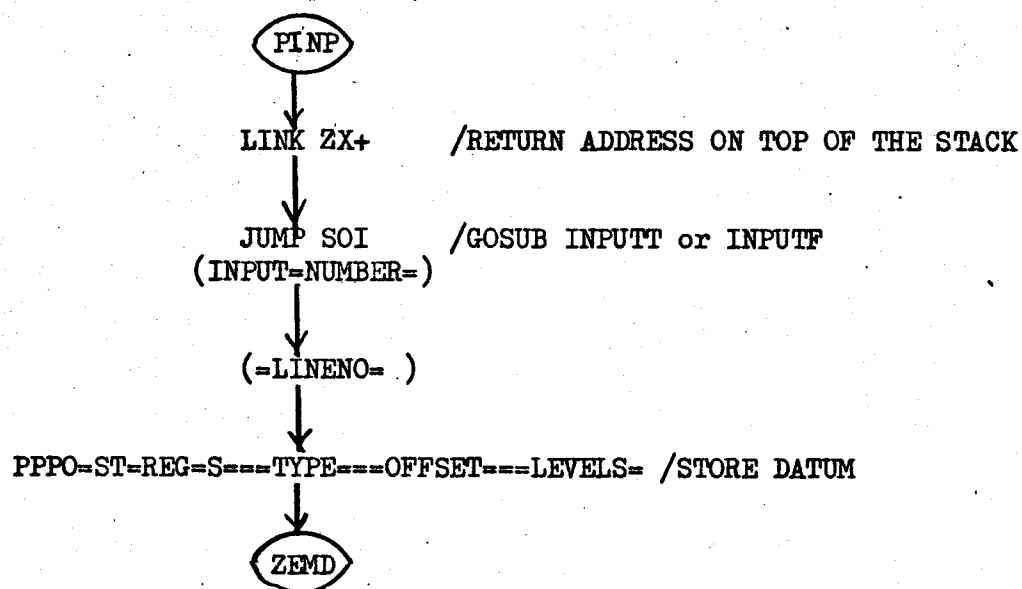 PINP
LINK ZX+ /RETURN ADDRESS ON TOP OF THE STACK
JUMP SOI /GOSUB INPUTT or INPUTF
(INPUT=NUMBER=)
(=LINENO= )
PPPO=ST=REG=S===TYPE===OFFSET===LEVELS= /STORE DATUM
ZEMD